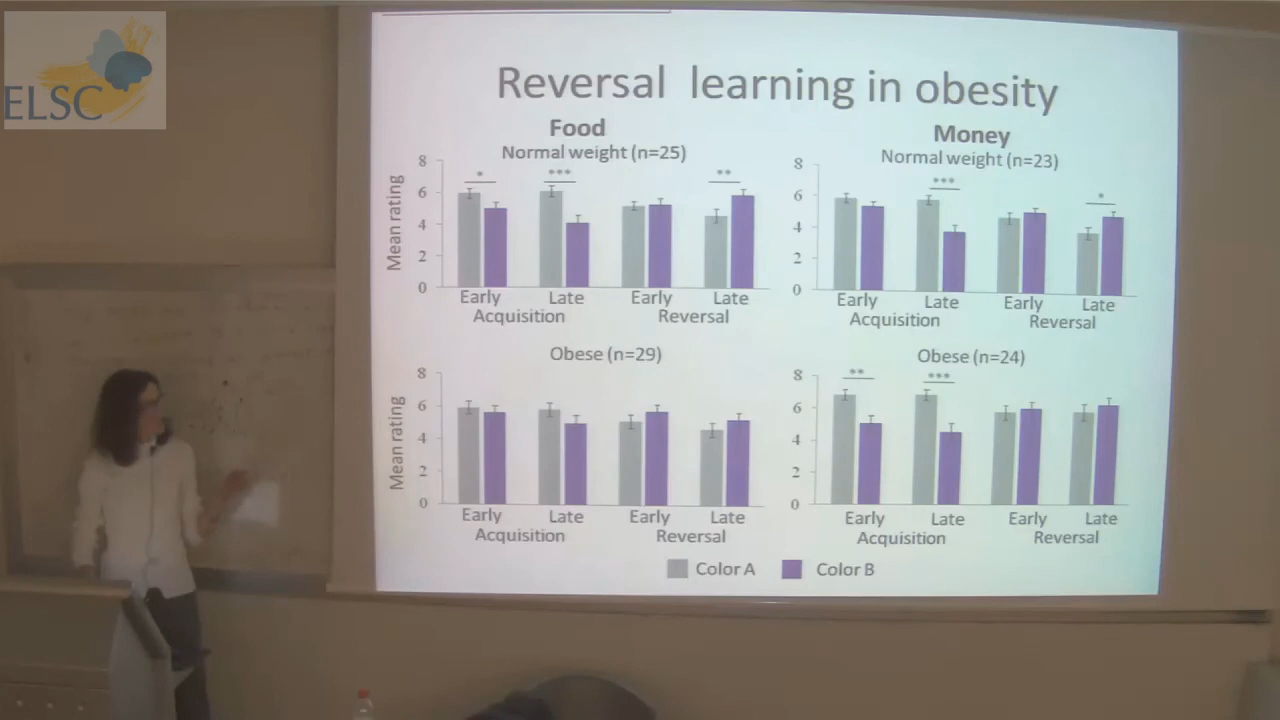 ELSC
Reversal learning in obesity
Food
Normal weight (n=25)
8
6
4
2
0
Mean rating
*
***
**
Early Late Early Late
Acquisition Reversal
Money
Normal weight (n=23)
8
6
4
2
0
***
*
Early Late Early Late
Acquisition Reversal
Obese (n=29)
8
6
4
2
0
Mean rating
Early Late Early Late
Acquisition Reversal
Obese (n=24)
8
6
4
2
0
**
***
Early Late Early Late
Acquisition Reversal
Color A Color B